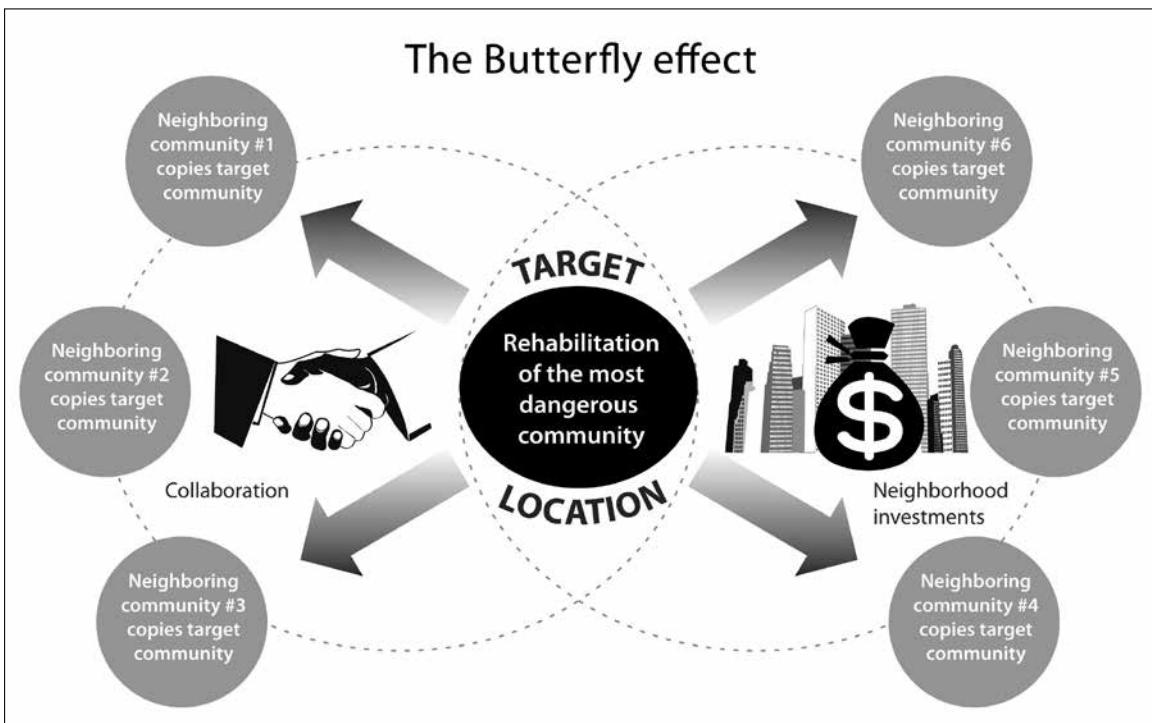 The Butterfly effect
Neighboring
community #1
copies target
community
Neighboring
community #6
copies target
community
TARGET
Rehabilitation
of the most
dangerous
community
LOCATION
Neighboring
community #2
copies target
community
Neighboring
community #5
copies target
community
$
Collaboration
Neighborhood
investments
Neighboring
community #3
copies target
community
Neighboring
community #4
copies target
community